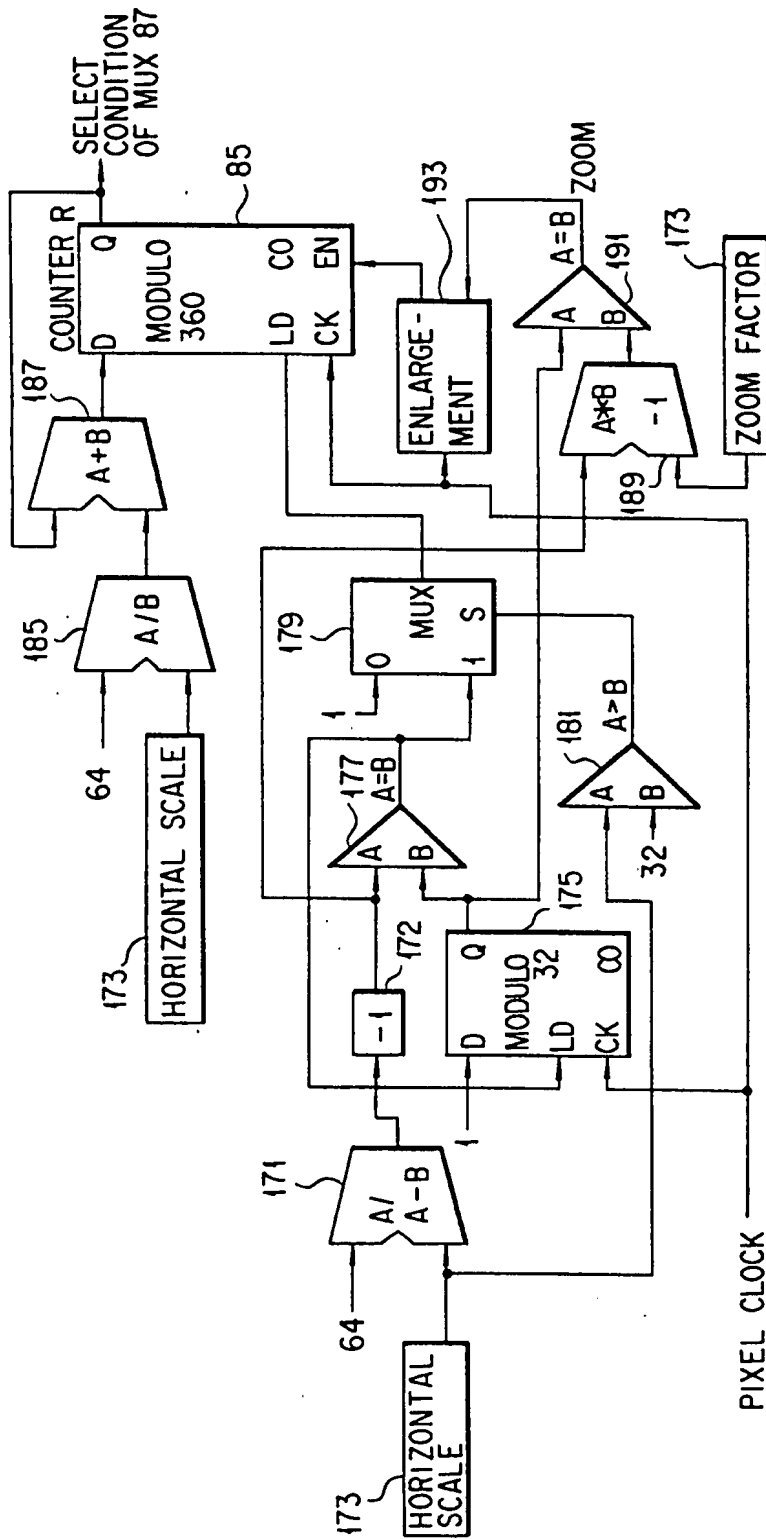 SELECT
CONDITION
OF MUX 87
COUNTER R
85
D
Q
MODULO
360
LD
CO
CK
EN
187
A+B
185
A/B
64
173
HORIZONTAL SCALE
193
ENLARGE-
MENT
ZOOM
A=B
191
A
B
A**B
-1
189
173
ZOOM FACTOR
179
1
0
MUX
1
S
A>B
181
A
B
32
177
A=B
A
B
172
-1
175
Q
D
MODULO
32
LD
CK
CO
1
171
A/
A-B
64
173
HORIZONTAL
SCALE
PIXEL CLOCK